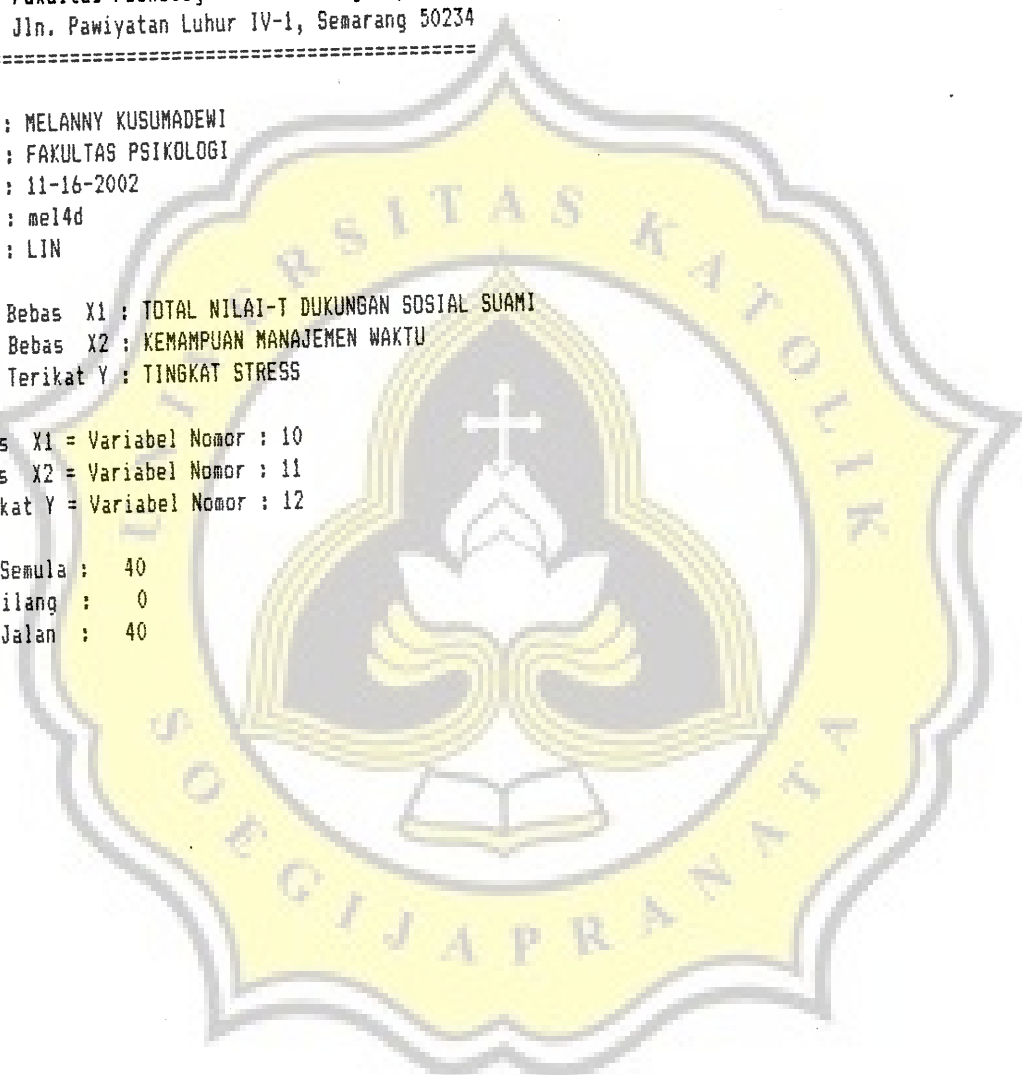 Jln. Pawiyatan Luhur IV-1, Semarang 50234
==========================================
: MELANNY KUSUMADEWI
: FAKULTAS PSIKOLOGI
: 11-16-2002
: mel4d
: LIN
Bebas X1 : TOTAL NILAI-T DUKUNGAN SOSIAL SUAMI
Bebas X2 : KEMAMPUAN MANAJEMEN WAKTU
Terikat Y : TINGKAT STRESS
s X1 = Variabel Nomor : 10
s X2 = Variabel Nomor : 11
kat Y = Variabel Nomor : 12
Semula : 40
ilang : 0
Jalan : 40
UNIVERSITAS KATOLIK
SOEGIJAPRANATA